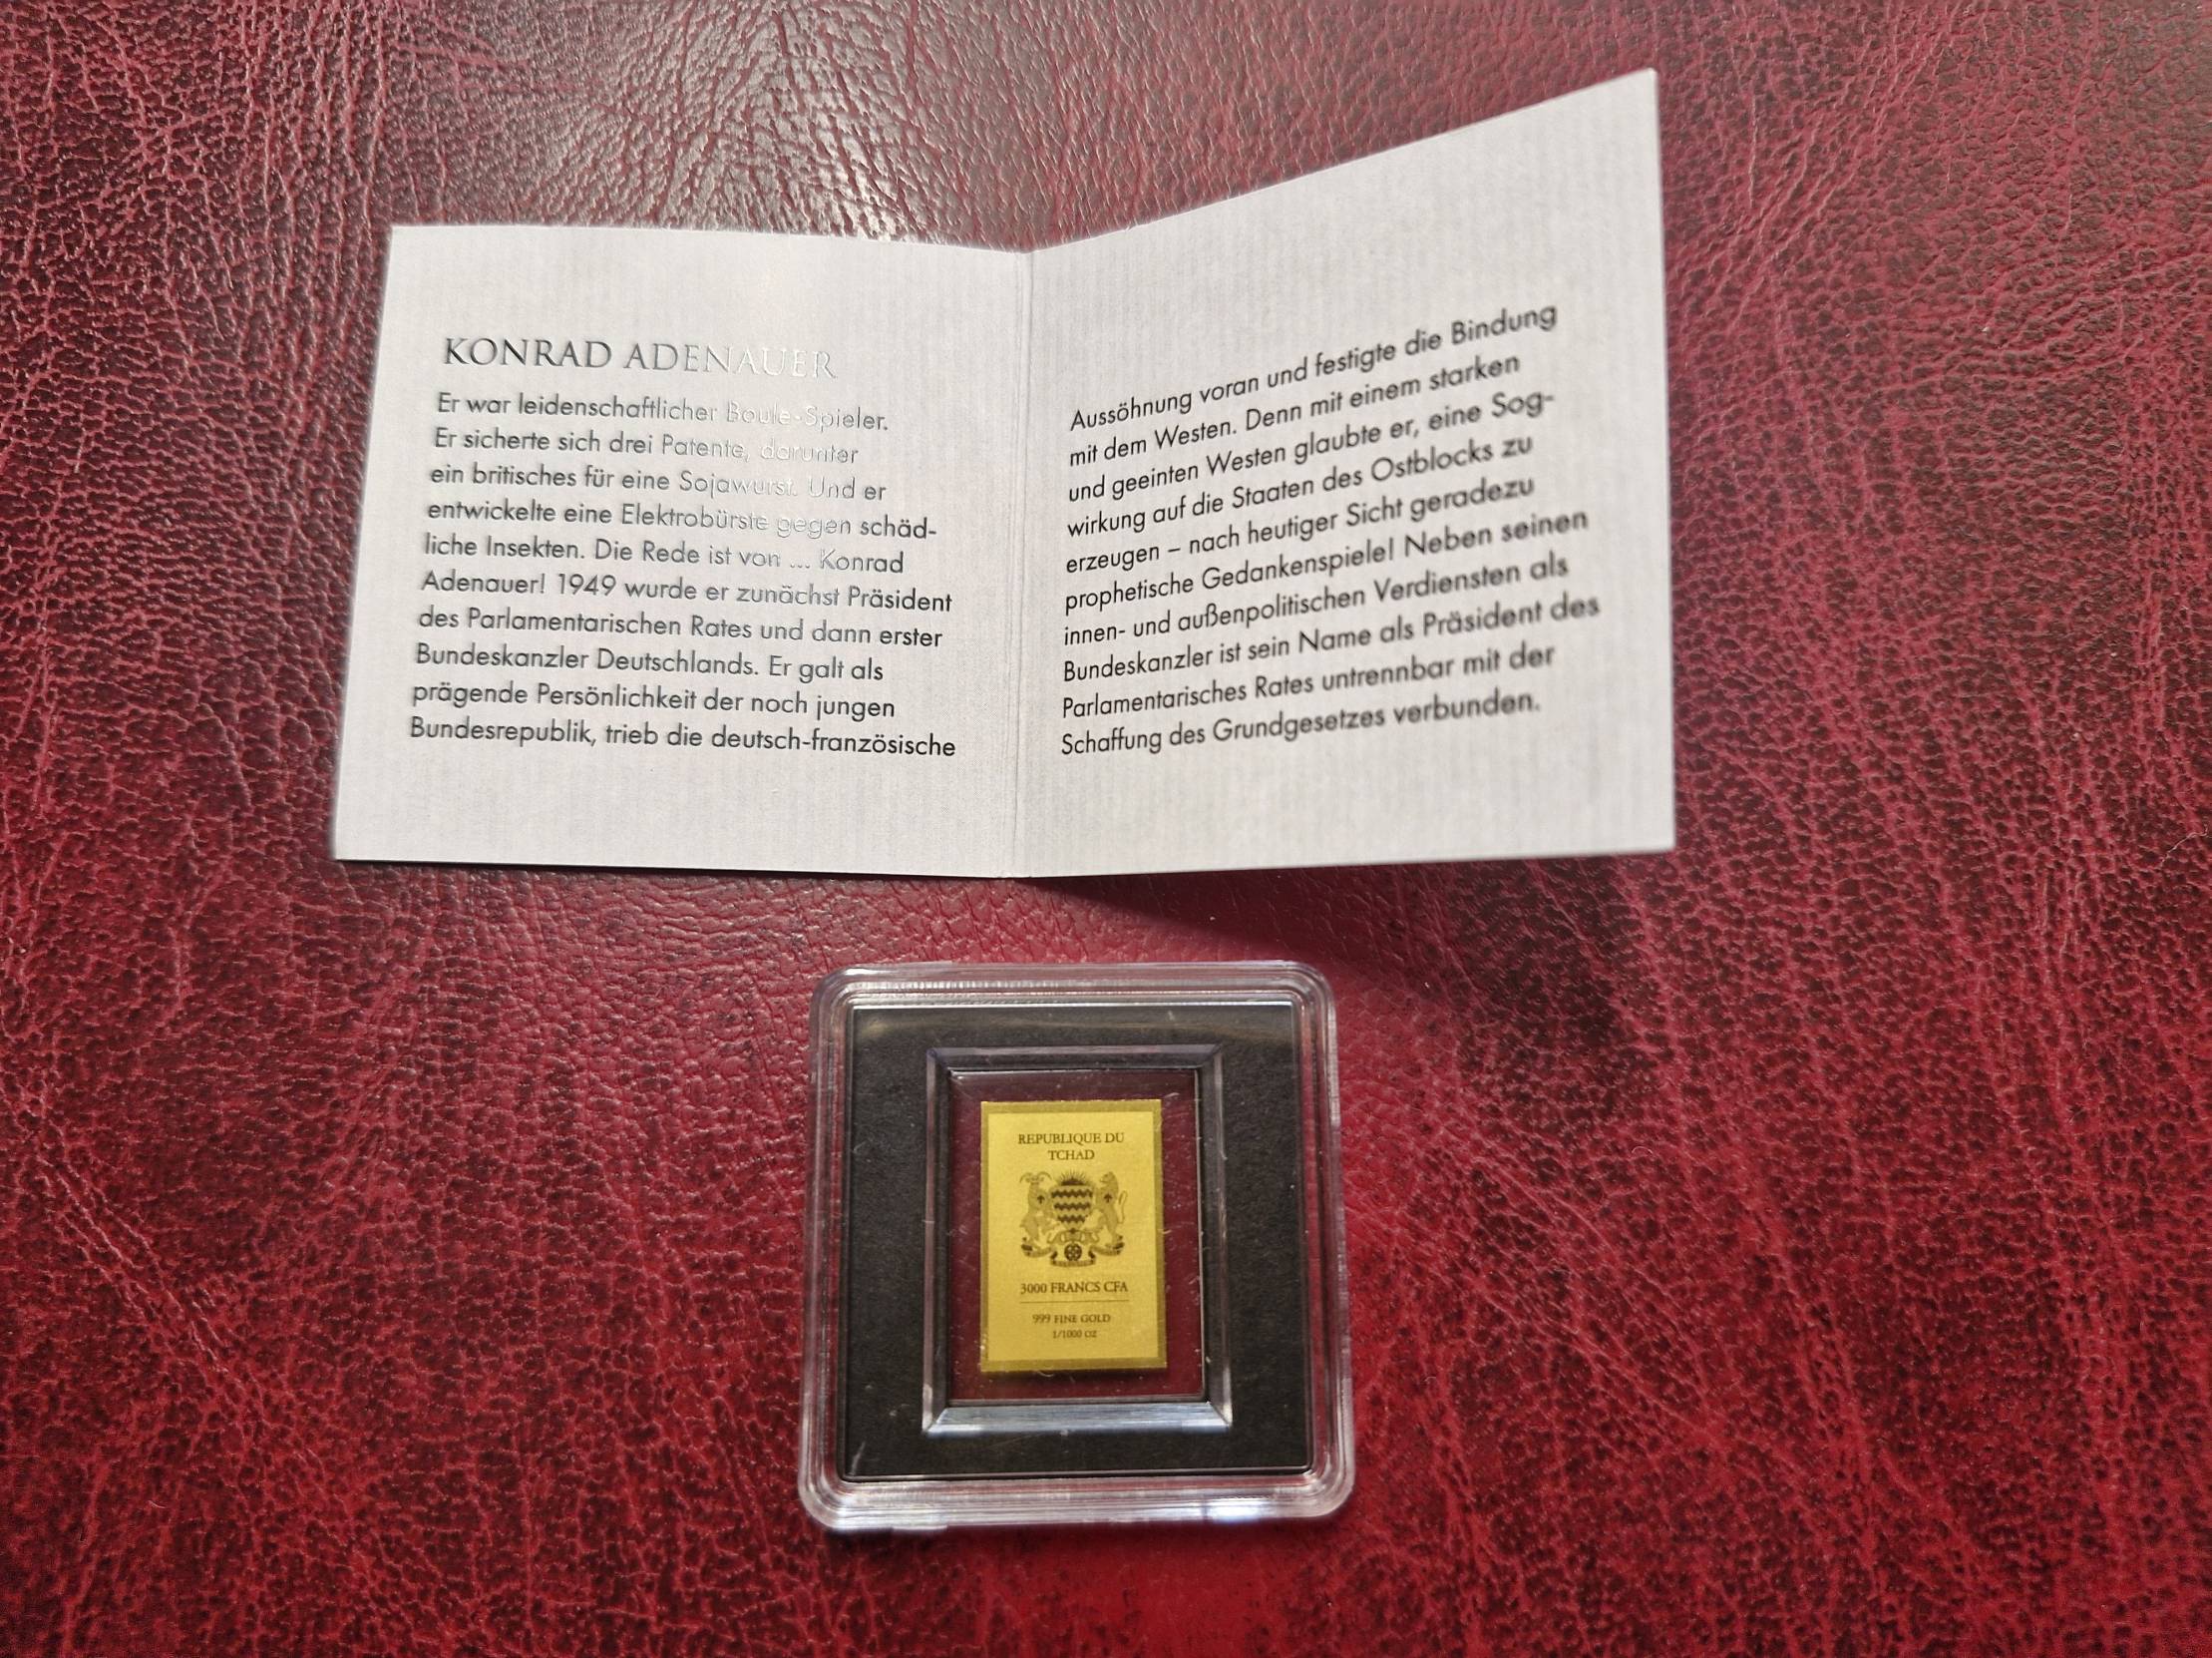 KONRAD ADENAUER
Er war leidenschaftlicher Boule-Spieler.
Er sicherte sich drei Patente, darunter
ein britisches für eine Sojawurst. Und er
entwickelte eine Elektrobürste gegen schäd-
liche Insekten. Die Rede ist von ... Konrad
Adenauer! 1949 wurde er zunächst Präsident
des Parlamentarischen Rates und dann erster
Bundeskanzler Deutschlands. Er galt als
prägende Persönlichkeit der noch jungen
Bundesrepublik, trieb die deutsch-französische
Aussöhnung voran und festigte die Bindung
mit dem Westen. Denn mit einem starken
und geeinten Westen glaubte er, eine Sog-
wirkung auf die Staaten des Ostblocks zu
erzeugen – nach heutiger Sicht geradezu
prophetische Gedankenspiele! Neben seinen
innen- und außenpolitischen Verdiensten als
Bundeskanzler ist sein Name als Präsident des
Parlamentarisches Rates untrennbar mit der
Schaffung des Grundgesetzes verbunden.
REPUBLIQUE DU
TCHAD
3000 FRANCS CFA
999 FINE GOLD
1/1000 OZ